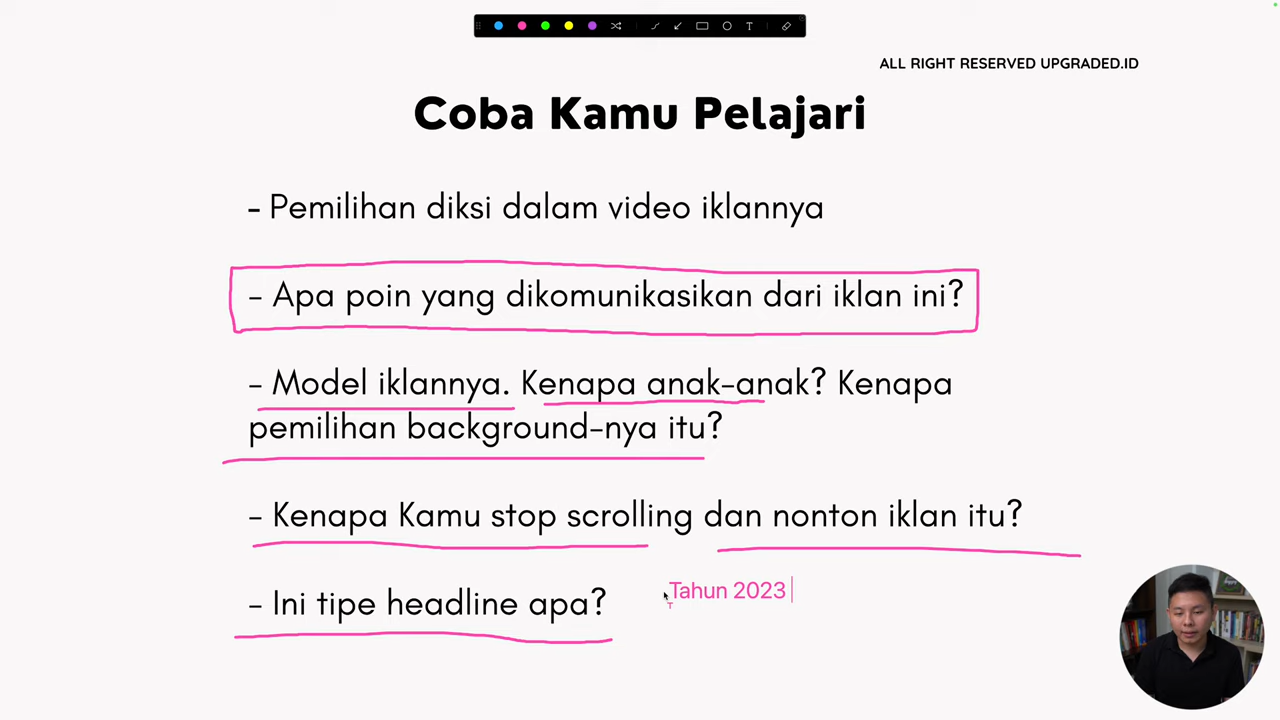 ALL RIGHT RESERVED UPGRADED.ID
Coba Kamu Pelajari
- Pemilihan diksi dalam video iklannya
- Apa poin yang dikomunikasikan dari iklan ini?
- Model iklannya. Kenapa anak-anak? Kenapa
pemilihan background-nya itu?
- Kenapa Kamu stop scrolling dan nonton iklan itu?
- Ini tipe headline apa?
Tahun 2023